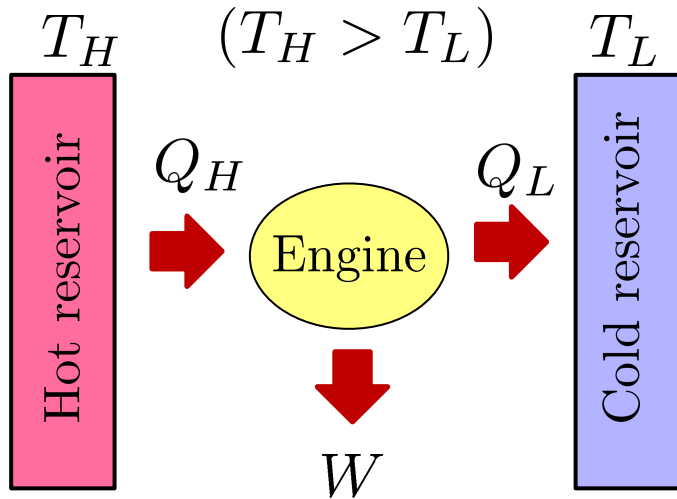 T_H
(T_H > T_L)
T_L
Hot reservoir
Q_H
Engine
Q_L
Cold reservoir
W